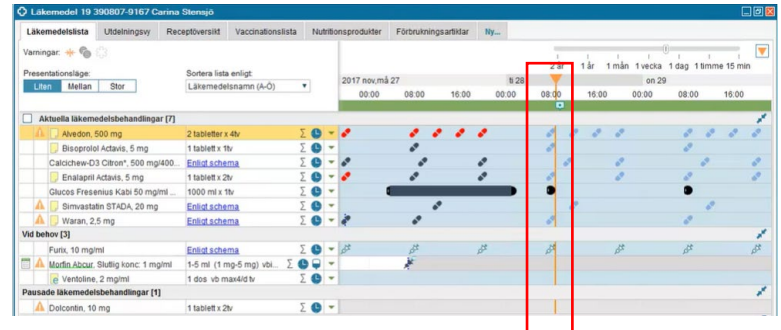 Läkemedel 19 390807-9167 Carina Stensjö
Läkemedelslista Utdelningsvy Receptöversikt Vaccinationslista Nutritionsprodukter Förbrukningsartiklar Ny...
Varningar:
2 år 1 år 1 mån 1 vecka 1 dag 1 timme 15 min
Presentationsläge: Sortera lista enligt:
Liten Mellan Stor Läkemedelsnamn (A-Ö)
2017 nov,må 27 ti 28 on 29
00:00 08:00 16:00 00:00 08:00 16:00 00:00 08:00 16:00
Aktuella läkemedelsbehandlingar [7]
Alvedon, 500 mg 2 tabletter x 4tv
Bisoprolol Actavis, 5 mg 1 tablett x 1tv
Calcichew-D3 Citron*, 500 mg/400... Enligt schema
Enalapril Actavis, 5 mg 1 tablett x 2tv
Glucos Fresenius Kabi 50 mg/ml ... 1000 ml x 1tv
Simvastatin STADA, 20 mg Enligt schema
Waran, 2,5 mg Enligt schema
Vid behov [3]
Furix, 10 mg/ml Enligt schema
Morfin Abcur, Slutlig konc: 1 mg/ml 1-5 ml (1 mg-5 mg) vbi...
Ventoline, 2 mg/ml 1 dos vb max4/d tv
Pausade läkemedelsbehandlingar [1]
Dolcontin, 10 mg 1 tablett x 2tv